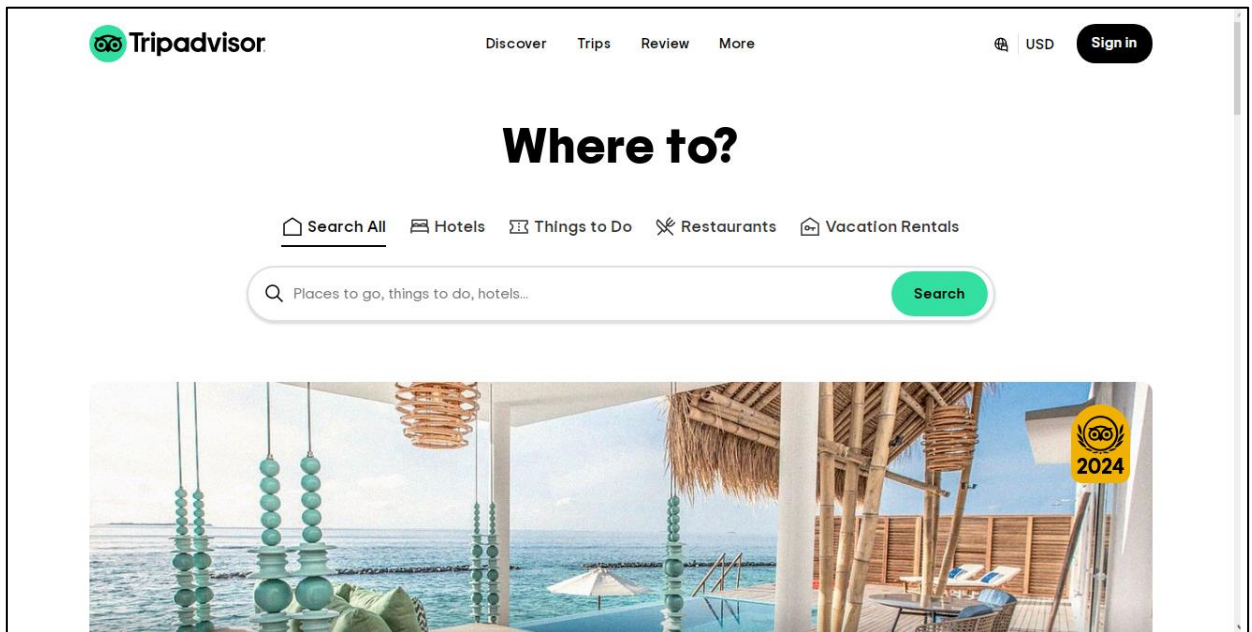 Tripadvisor
Discover Trips Review More
USD
Sign in
Where to?
Search All Hotels Things to Do Restaurants Vacation Rentals
Places to go, things to do, hotels...
Search
2024